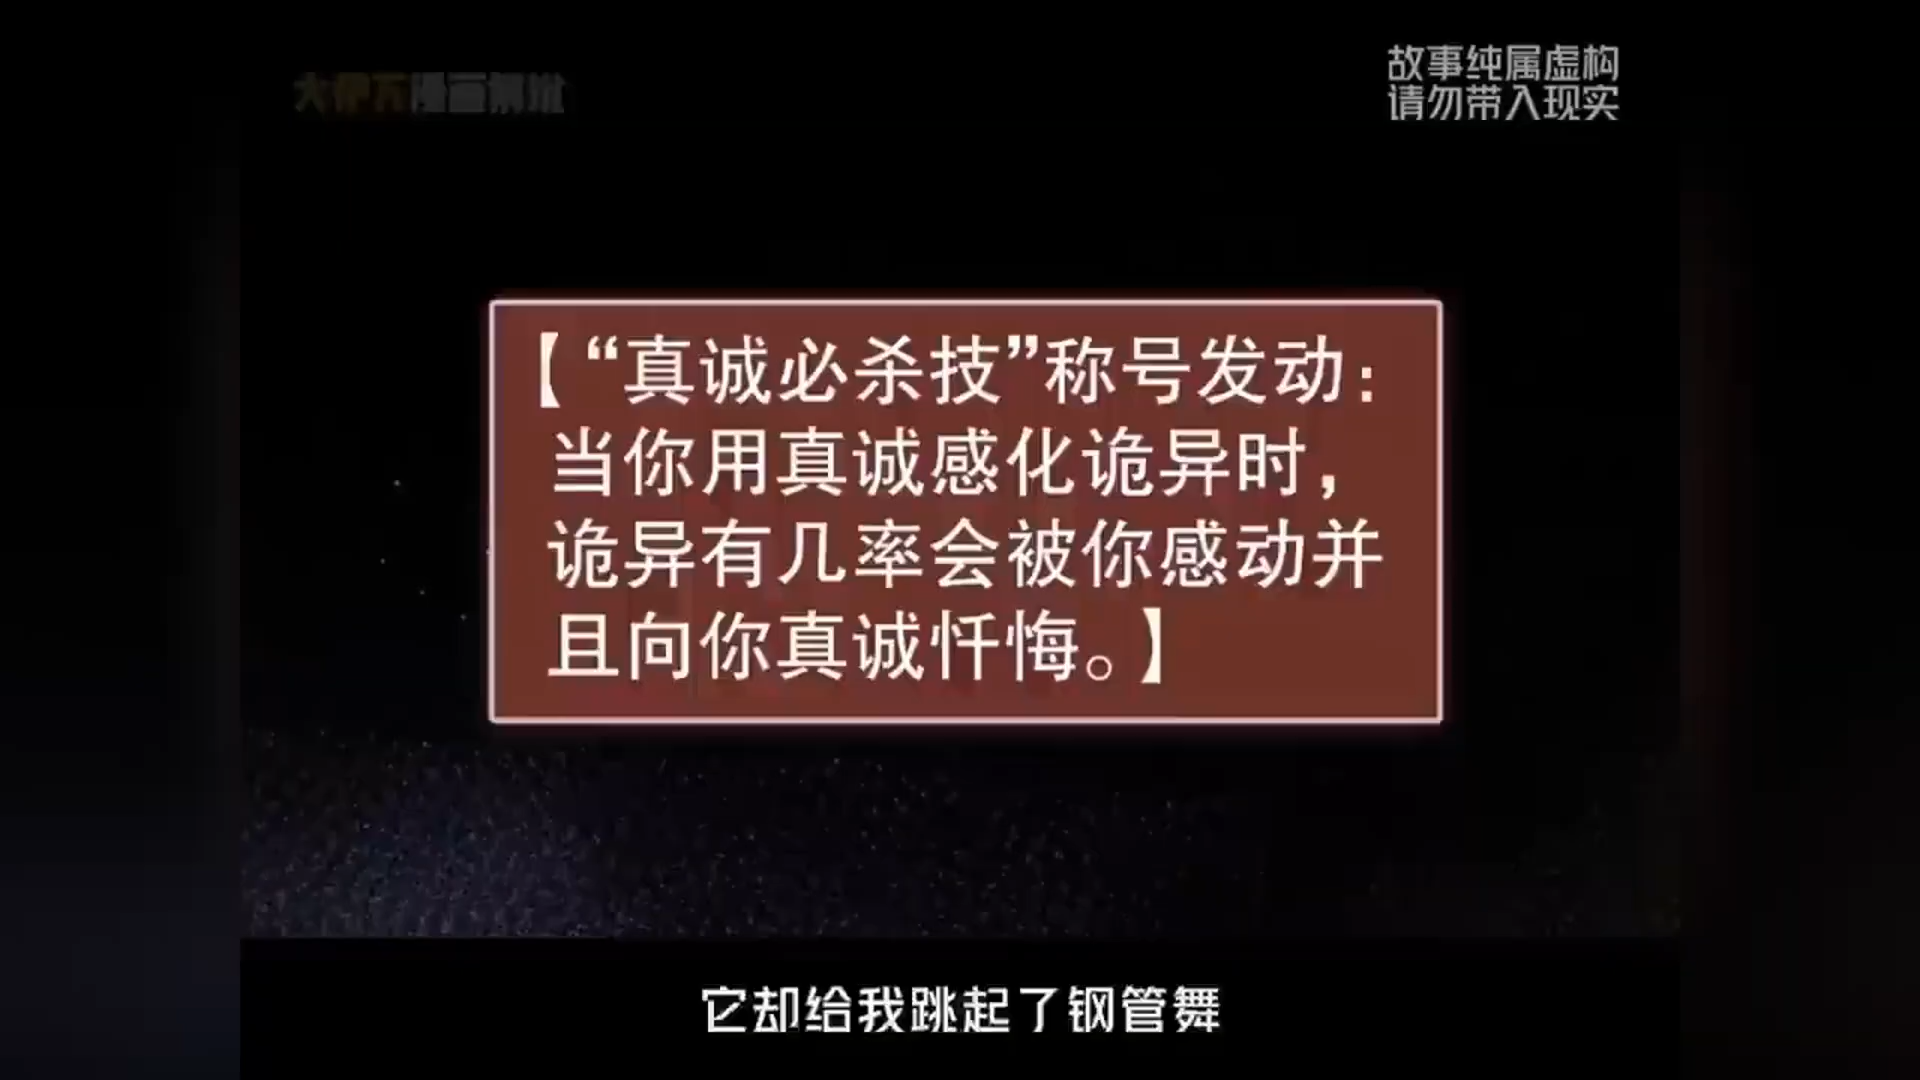 故事纯属虚构
请勿带入现实
【“真诚必杀技”称号发动：
当你用真诚感化诡异时，
诡异有几率会被你感动并
且向你真诚忏悔。】
它却给我跳起了钢管舞